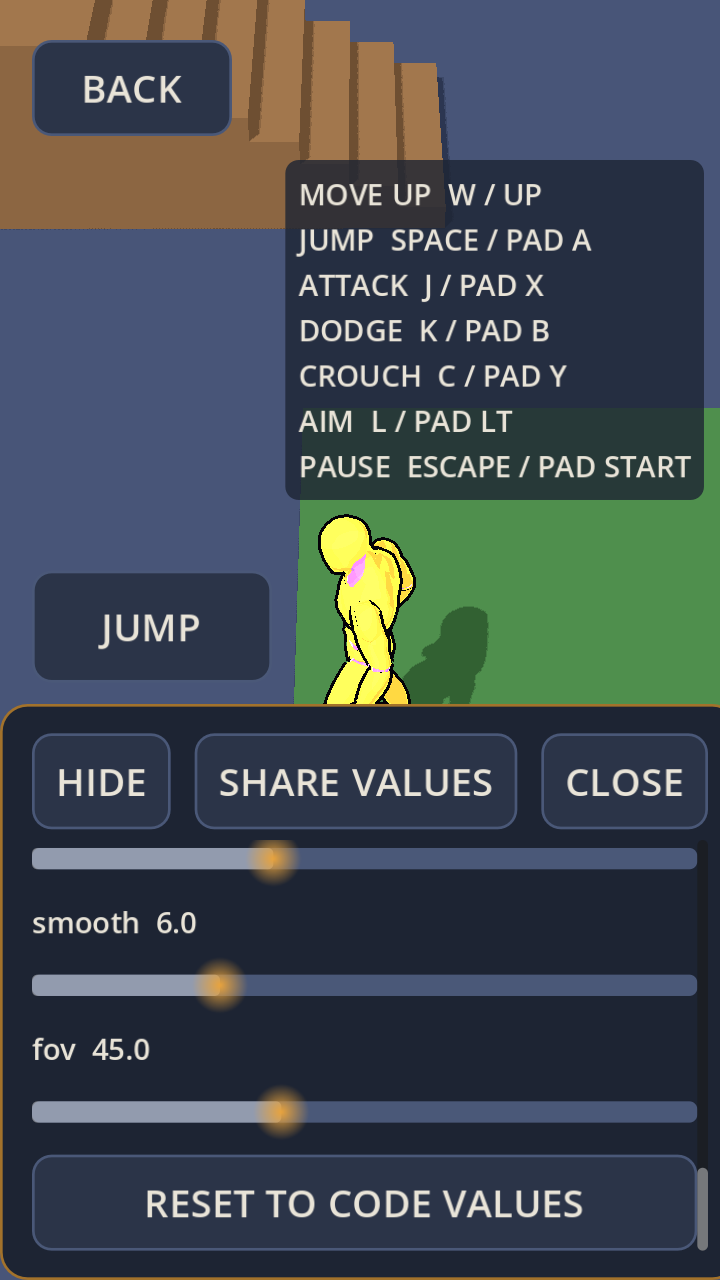 BACK
MOVE UP W / UP
JUMP SPACE / PAD A
ATTACK J / PAD X
DODGE K / PAD B
CROUCH C / PAD Y
AIM L / PAD LT
PAUSE ESCAPE / PAD START
JUMP
HIDE
SHARE VALUES
CLOSE
smooth 6.0
fov 45.0
RESET TO CODE VALUES